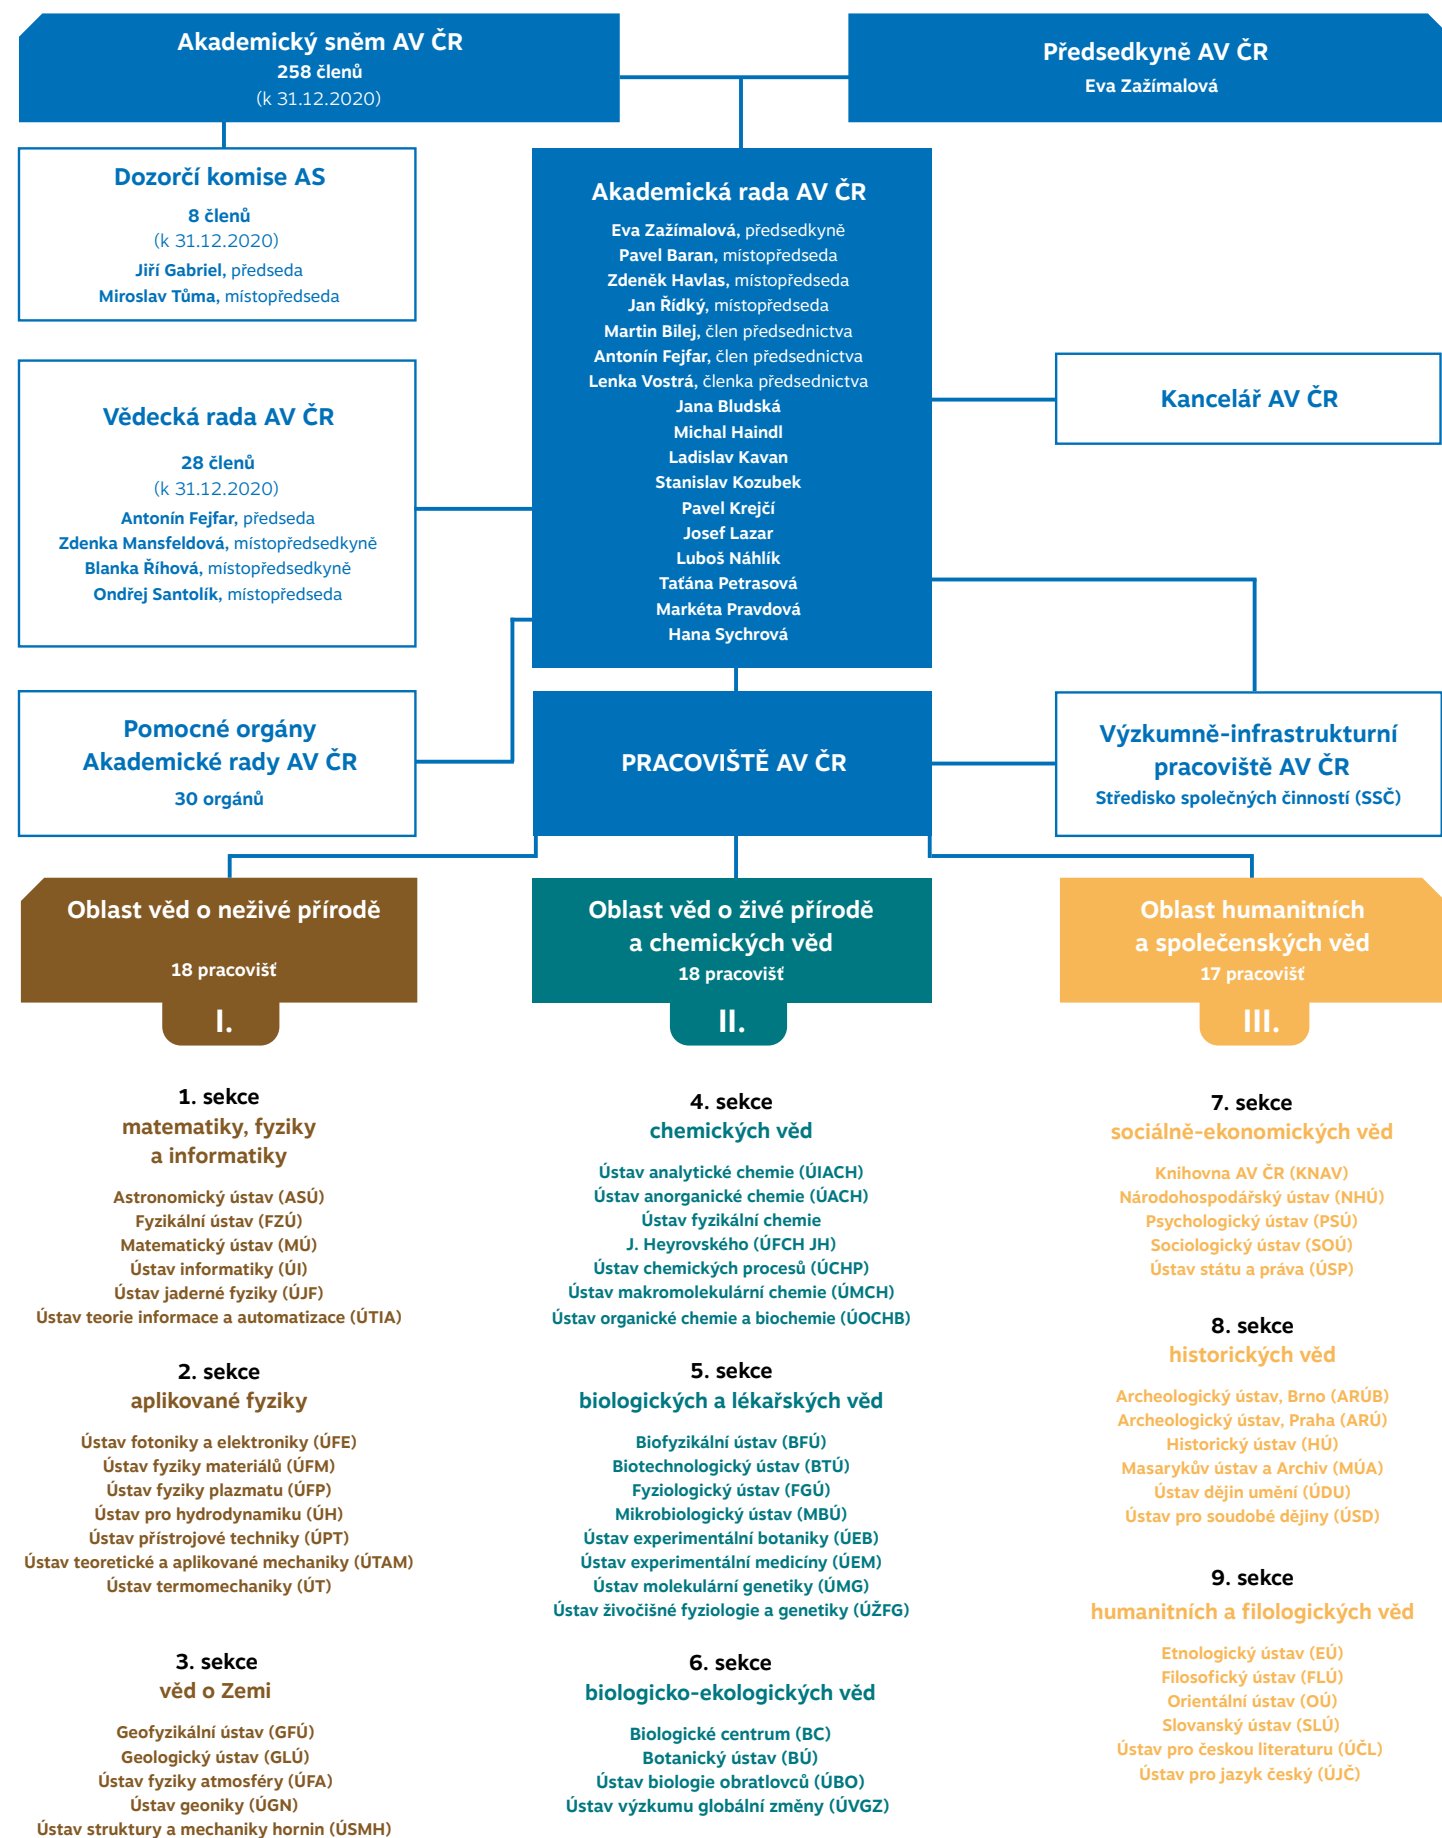 Akademický sněm AV ČR
258 členů
(k 31.12.2020)
Předsedkyně AV ČR
Eva Zažímalová
Dozorčí komise AS
8 členů
(k 31.12.2020)
Jiří Gabriel, předseda
Miroslav Tůma, místopředseda
Akademická rada AV ČR
Eva Zažímalová, předsedkyně
Pavel Baran, místopředseda
Zdeněk Havlas, místopředseda
Jan Řídký, místopředseda
Martin Bilej, člen předsednictva
Antonín Fejfar, člen předsednictva
Lenka Vostrá, členka předsednictva
Jana Bludská
Michal Haindl
Ladislav Kavan
Stanislav Kozubek
Pavel Krejčí
Josef Lazar
Luboš Náhlík
Taťána Petrasová
Markéta Pravdová
Hana Sychrová
Kancelář AV ČR
Vědecká rada AV ČR
28 členů
(k 31.12.2020)
Antonín Fejfar, předseda
Zdenka Mansfeldová, místopředsedkyně
Blanka Říhová, místopředsedkyně
Ondřej Santolík, místopředseda
Pomocné orgány
Akademické rady AV ČR
30 orgánů
PRACOVIŠTĚ AV ČR
Výzkumně-infrastrukturní
pracoviště AV ČR
Středisko společných činností (SSČ)
Oblast věd o neživé přírodě
18 pracovišť
I.
1. sekce
matematiky, fyziky
a informatiky
Astronomický ústav (ASÚ)
Fyzikální ústav (FZÚ)
Matematický ústav (MÚ)
Ústav informatiky (ÚI)
Ústav jaderné fyziky (ÚJF)
Ústav teorie informace a automatizace (ÚTIA)
2. sekce
aplikované fyziky
Ústav fotoniky a elektroniky (ÚFE)
Ústav fyziky materiálů (ÚFM)
Ústav fyziky plazmatu (ÚFP)
Ústav pro hydrodynamiku (ÚH)
Ústav přístrojové techniky (ÚPT)
Ústav teoretické a aplikované mechaniky (ÚTAM)
Ústav termomechaniky (ÚT)
3. sekce
věd o Zemi
Geofyzikální ústav (GFÚ)
Geologický ústav (GLÚ)
Ústav fyziky atmosféry (ÚFA)
Ústav geoniky (ÚGN)
Ústav struktury a mechaniky hornin (ÚSMH)
Oblast věd o živé přírodě
a chemických věd
18 pracovišť
II.
4. sekce
chemických věd
Ústav analytické chemie (ÚIACH)
Ústav anorganické chemie (ÚACH)
Ústav fyzikální chemie
J. Heyrovského (ÚFCH JH)
Ústav chemických procesů (ÚCHP)
Ústav makromolekulární chemie (ÚMCH)
Ústav organické chemie a biochemie (ÚOCHB)
5. sekce
biologických a lékařských věd
Biofyzikální ústav (BFÚ)
Biotechnologický ústav (BTÚ)
Fyziologický ústav (FGÚ)
Mikrobiologický ústav (MBÚ)
Ústav experimentální botaniky (ÚEB)
Ústav experimentální medicíny (ÚEM)
Ústav molekulární genetiky (ÚMG)
Ústav živočišné fyziologie a genetiky (ÚŽFG)
6. sekce
biologicko-ekologických věd
Biologické centrum (BC)
Botanický ústav (BÚ)
Ústav biologie obratlovců (ÚBO)
Ústav výzkumu globální změny (ÚVGZ)
Oblast humanitních
a společenských věd
17 pracovišť
III.
7. sekce
sociálně-ekonomických věd
Knihovna AV ČR (KNAV)
Národohospodářský ústav (NHÚ)
Psychologický ústav (PSÚ)
Sociologický ústav (SOÚ)
Ústav státu a práva (ÚSP)
8. sekce
historických věd
Archeologický ústav, Brno (ARÚB)
Archeologický ústav, Praha (ARÚ)
Historický ústav (HÚ)
Masarykův ústav a Archiv (MÚA)
Ústav dějin umění (ÚDU)
Ústav pro soudobé dějiny (ÚSD)
9. sekce
humanitních a filologických věd
Etnologický ústav (EÚ)
Filosofický ústav (FLÚ)
Orientální ústav (OÚ)
Slovanský ústav (SLÚ)
Ústav pro českou literaturu (ÚČL)
Ústav pro jazyk český (ÚJČ)